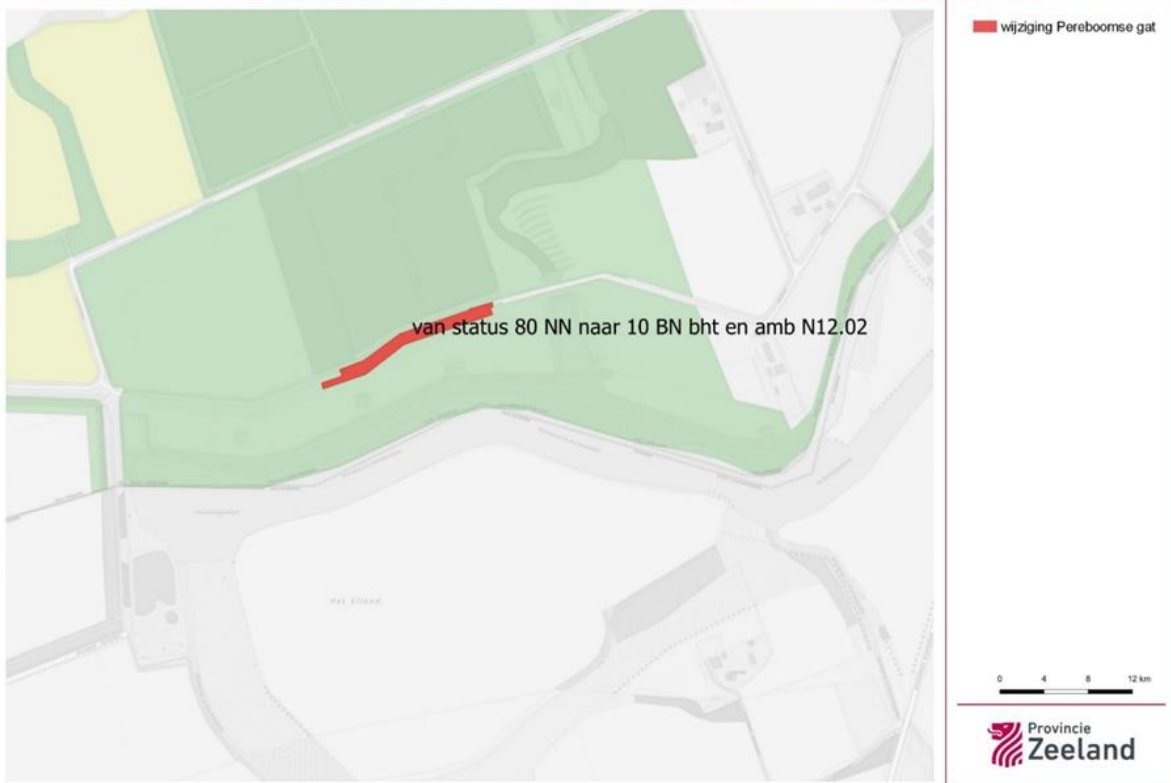 wijziging Pereboomse gat
van status 80 NN naar 10 BN bht en amb N12.02
Het Eiland
0 4 8 12 km
Provincie
Zeeland